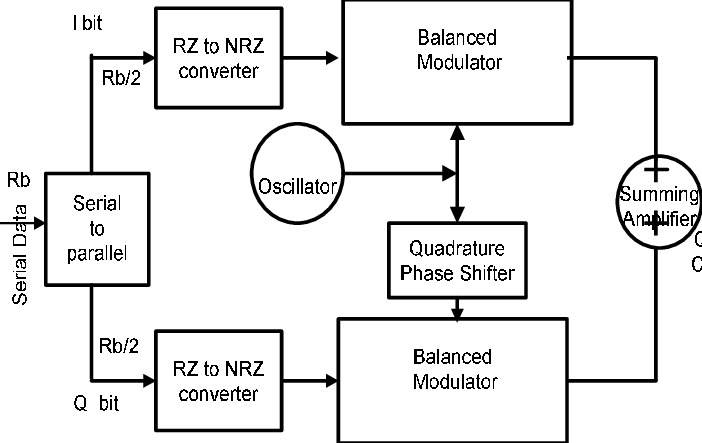 I bit
RZ to NRZ
converter
Balanced
Modulator
Rb/2
Rb
Serial Data
Serial
to
parallel
Oscillator
Summing
Amplifier
Quadrature
Phase Shifter
Rb/2
RZ to NRZ
converter
Balanced
Modulator
Q bit